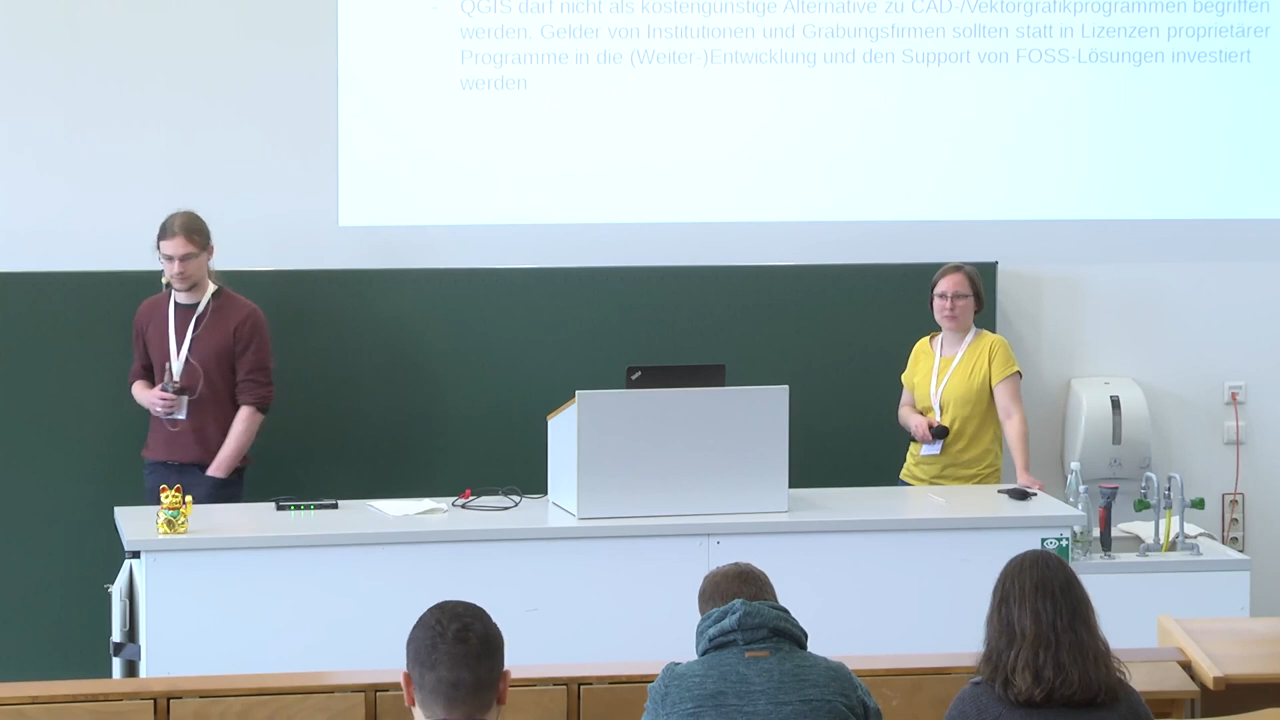 QGIS darf nicht als kostengünstige Alternative zu CAD-/Vektorgrafikprogrammen begriffen
werden. Gelder von Institutionen und Grabungsfirmen sollten statt in Lizenzen proprietärer
Programme in die (Weiter-)Entwicklung und den Support von FOSS-Lösungen investiert
werden